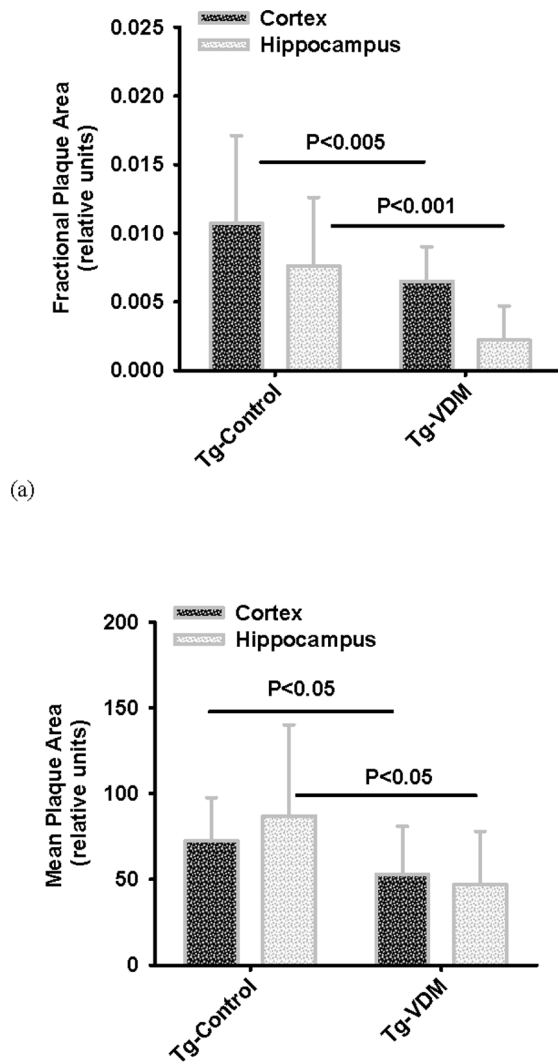 0.025
Cortex
Hippocampus
0.020
0.015
P<0.005
0.010
P<0.001
0.005
0.000
Fractional Plaque Area
(relative units)
Tg-Control
Tg-VDM
(a)
200
Cortex
Hippocampus
150
P<0.05
100
P<0.05
50
0
Mean Plaque Area
(relative units)
Tg-Control
Tg-VDM